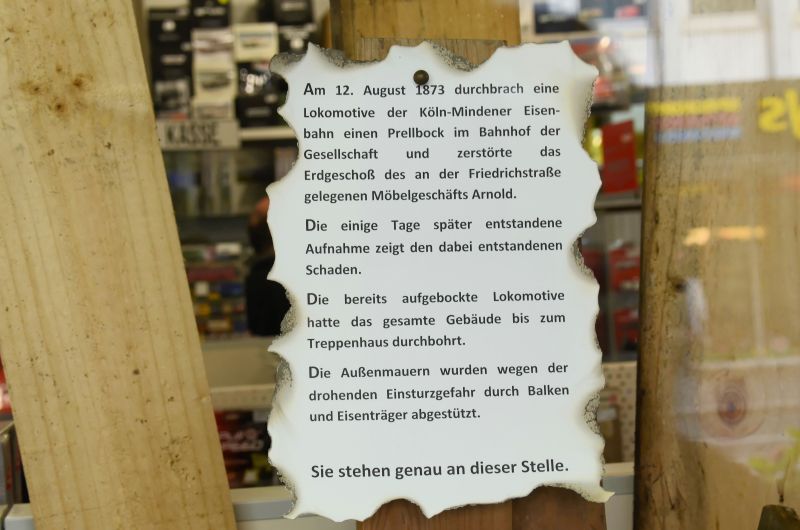 KASSE
Am 12. August 1873 durchbrach eine
Lokomotive der Köln-Mindener Eisen-
bahn einen Prellbock im Bahnhof der
Gesellschaft und zerstörte das
Erdgeschoß des an der Friedrichstraße
gelegenen Möbelgeschäfts Arnold.
Die einige Tage später entstandene
Aufnahme zeigt den dabei entstandenen
Schaden.
Die bereits aufgebockte Lokomotive
hatte das gesamte Gebäude bis zum
Treppenhaus durchbohrt.
Die Außenmauern wurden wegen der
drohenden Einsturzgefahr durch Balken
und Eisenträger abgestützt.
Sie stehen genau an dieser Stelle.